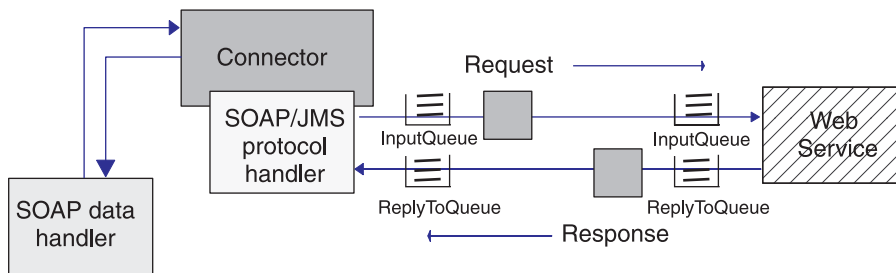 Connector
Request
SOAP/JMS
protocol
handler
InputQueue
InputQueue
Web
Service
SOAP data
handler
ReplyToQueue
ReplyToQueue
Response